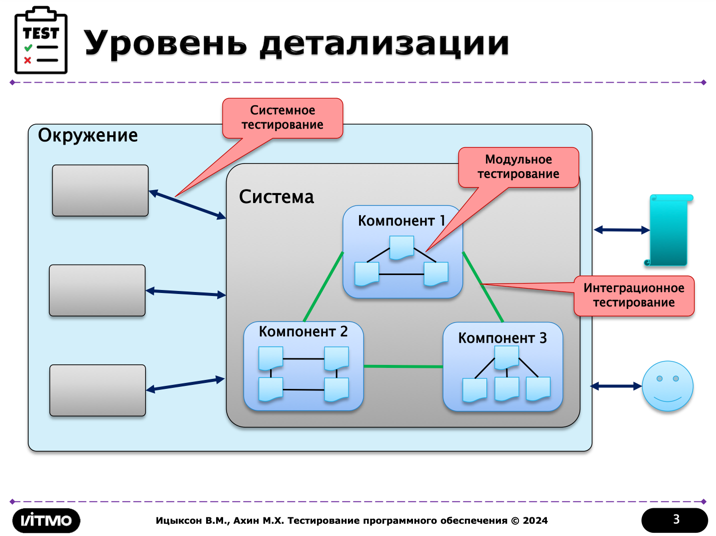 TEST
Уровень детализации
Системное
тестирование
Окружение
Модульное
тестирование
Система
Компонент 1
Интеграционное
тестирование
Компонент 2
Компонент 3
ИТМО
Ицыксон В.М., Ахин М.Х. Тестирование программного обеспечения © 2024
3